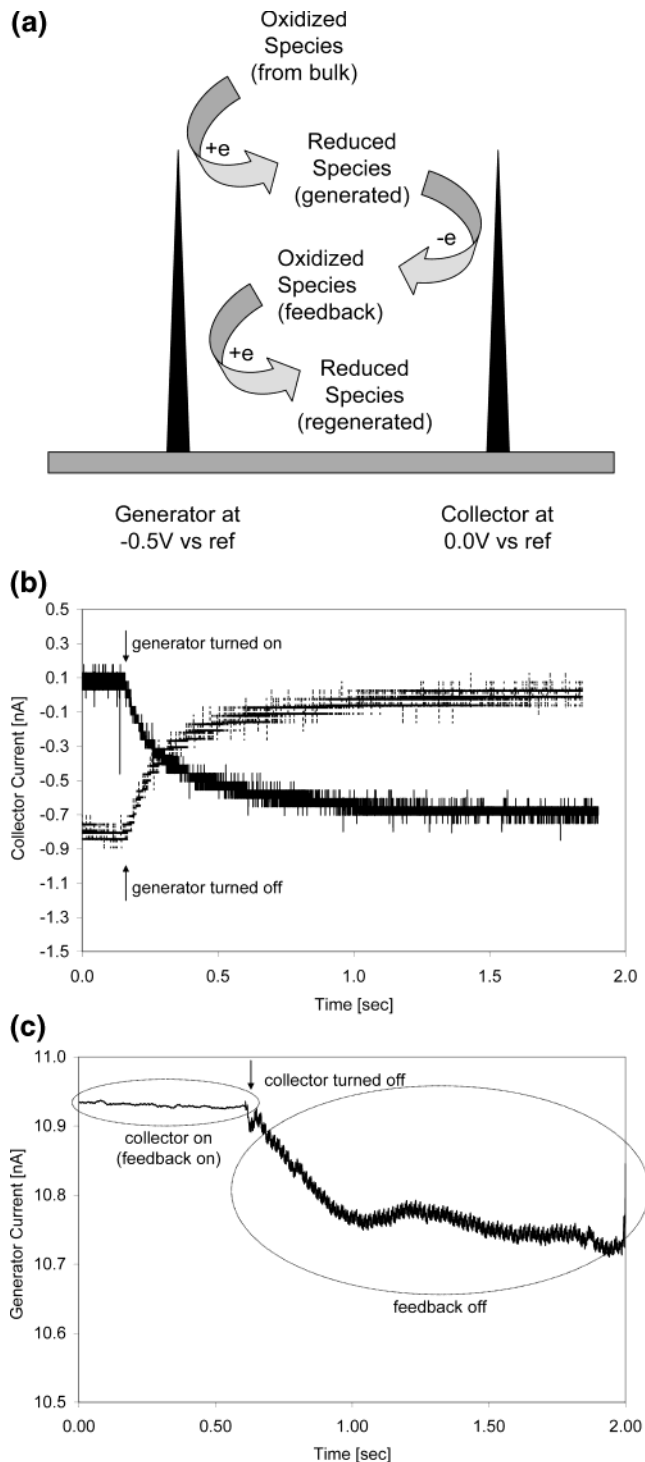 (a)
Oxidized
Species
(from bulk)
+e
Reduced
Species
(generated)
-e
Oxidized
Species
(feedback)
+e
Reduced
Species
(regenerated)
Generator at
-0.5V vs ref
Collector at
0.0V vs ref
(b)
Collector Current [nA]
0.5
0.3
0.1
-0.1
-0.3
-0.5
-0.7
-0.9
-1.1
-1.3
-1.5
generator turned on
generator turned off
0.0
0.5
1.0
1.5
2.0
Time [sec]
(c)
Generator Current [nA]
11.0
10.9
10.8
10.7
10.6
10.5
collector turned off
collector on
(feedback on)
feedback off
0.00
0.50
1.00
1.50
2.00
Time [sec]